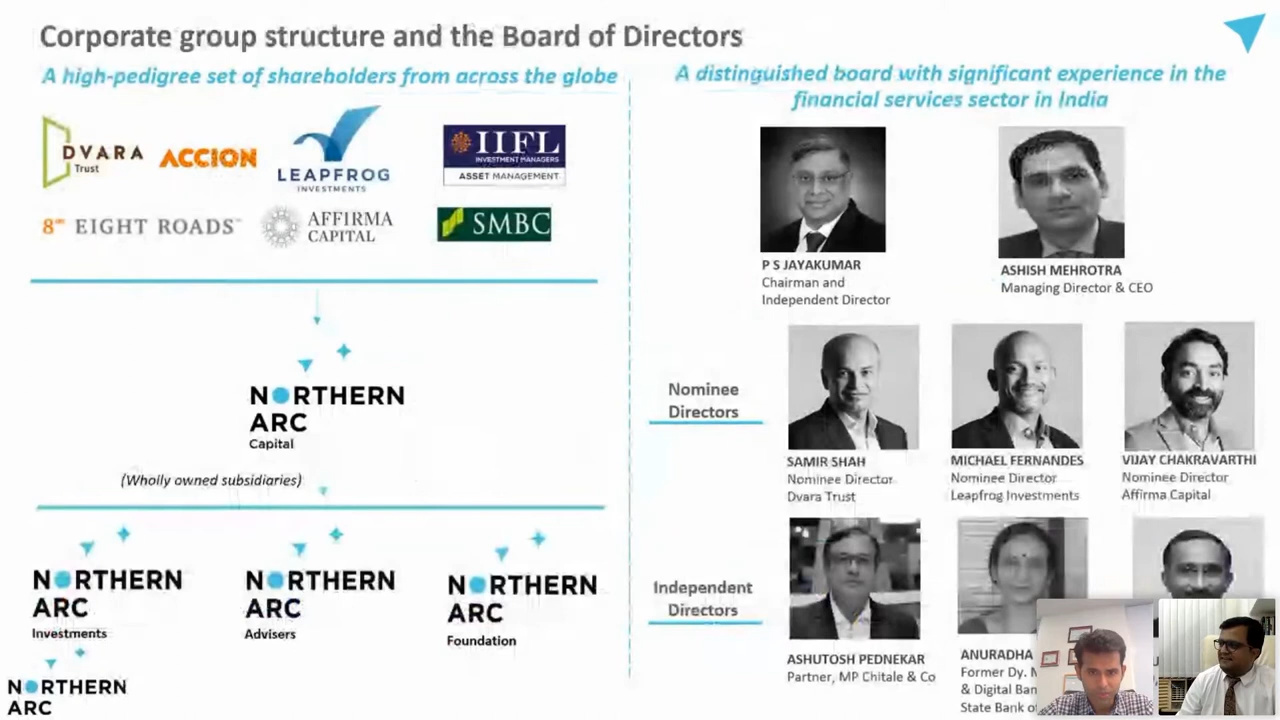 Corporate group structure and the Board of Directors
A high-pedigree set of shareholders from across the globe
DVARA
Trust
ACCION
LEAPFROG
INVESTMENTS
IIFL
INVESTMENT MANAGERS
ASSET MANAGEMENT
8 EIGHT ROADS
AFFIRMA
CAPITAL
SMBC
NORTHERN
ARC
Capital
(Wholly owned subsidiaries)
NORTHERN
ARC
Investments
NORTHERN
ARC
Advisers
NORTHERN
ARC
Foundation
NORTHERN
ARC
A distinguished board with significant experience in the
financial services sector in India
P S JAYAKUMAR
Chairman and
Independent Director
ASHISH MEHROTRA
Managing Director & CEO
Nominee
Directors
SAMIR SHAH
Nominee Director
Dvara Trust
MICHAEL FERNANDES
Nominee Director
Leapfrog Investments
VIJAY CHAKRAVARTHI
Nominee Director
Affirma Capital
Independent
Directors
ASHUTOSH PEDNEKAR
Partner, MP Chitale & Co
ANURADHA
Former Dy.
& Digital
State Bank